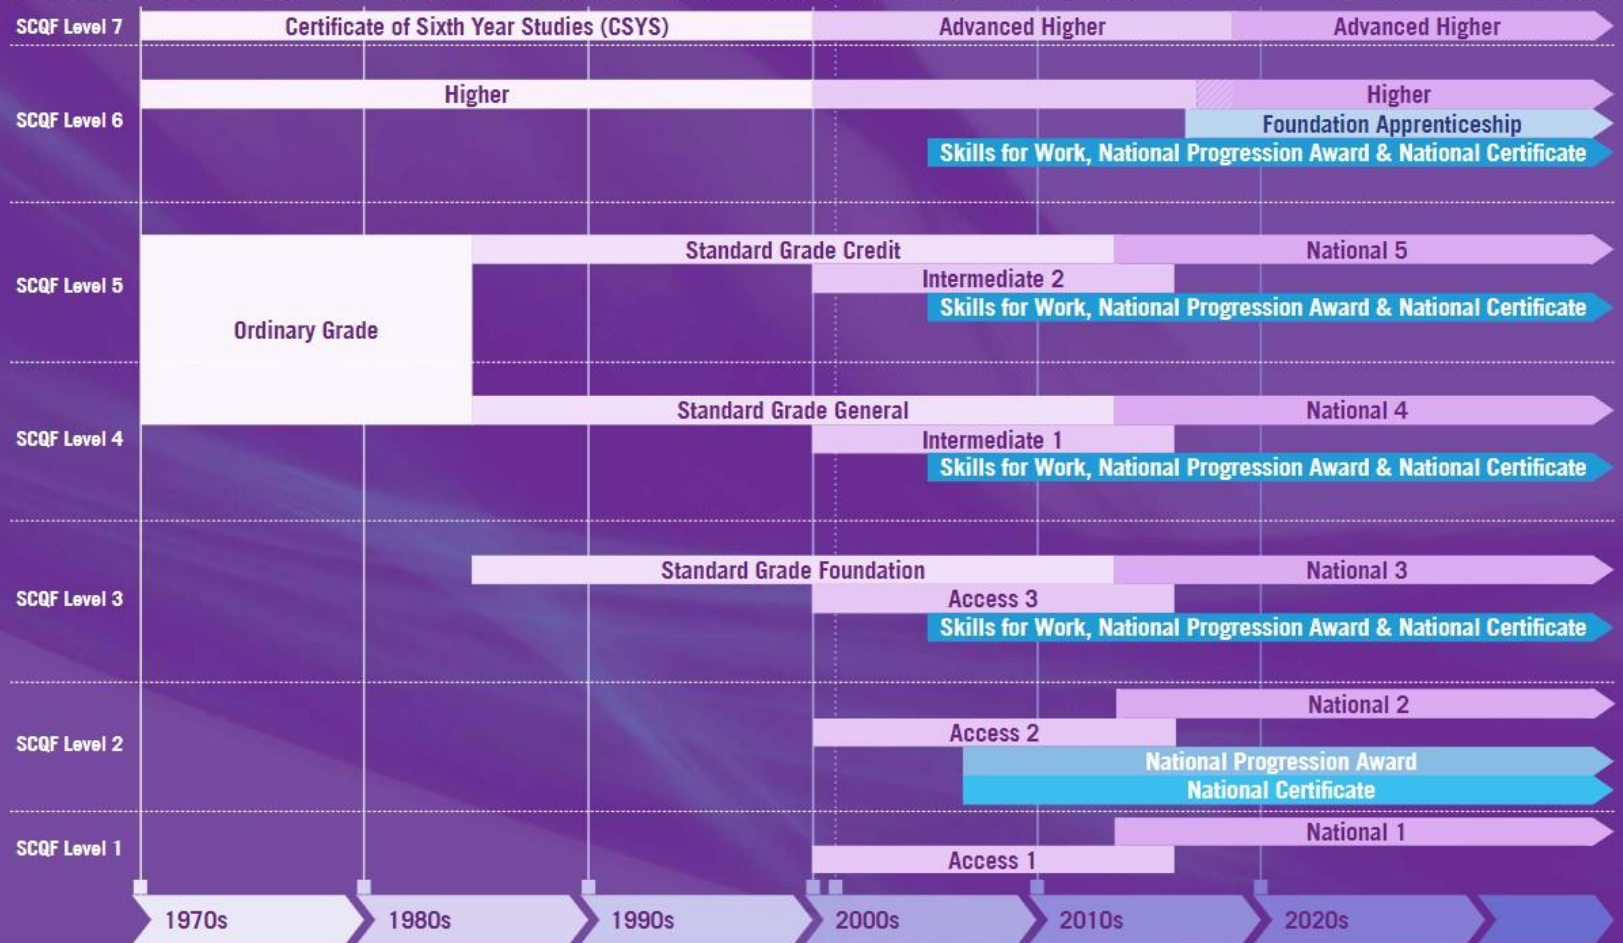 SCQF Level 7
Certificate of Sixth Year Studies (CSYS)
Advanced Higher
Advanced Higher
SCQF Level 6
Higher
Higher
Foundation Apprenticeship
Skills for Work, National Progression Award & National Certificate
SCQF Level 5
Ordinary Grade
Standard Grade Credit
National 5
Intermediate 2
Skills for Work, National Progression Award & National Certificate
SCQF Level 4
Standard Grade General
National 4
Intermediate 1
Skills for Work, National Progression Award & National Certificate
SCQF Level 3
Standard Grade Foundation
National 3
Access 3
Skills for Work, National Progression Award & National Certificate
SCQF Level 2
National 2
Access 2
National Progression Award
National Certificate
SCQF Level 1
National 1
Access 1
1970s
1980s
1990s
2000s
2010s
2020s